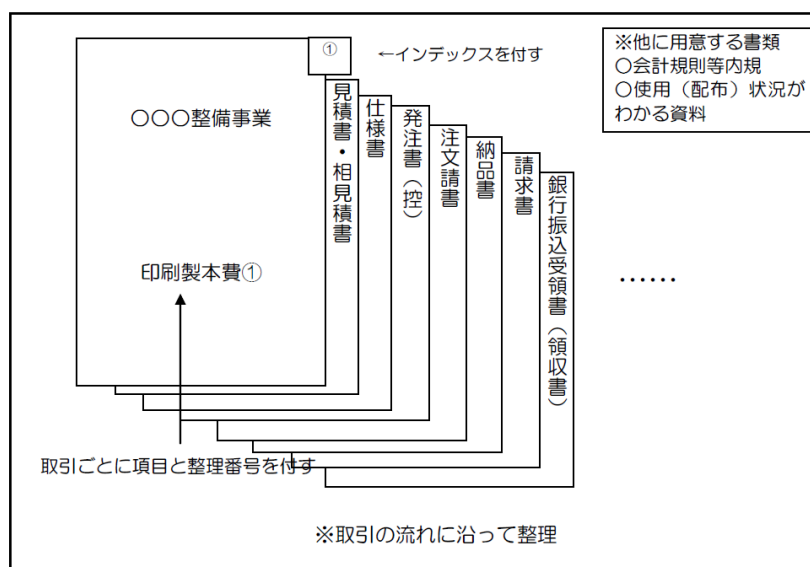 ①
←インデックスを付す
※他に用意する書類
〇会計規則等内規
〇使用（配布）状況が
わかる資料
〇〇〇整備事業
見積書・相見積書
仕様書
発注書（控）
注文請書
納品書
請求書
銀行振込受領書（領収書）
……
印刷製本費①
取引ごとに項目と整理番号を付す
※取引の流れに沿って整理